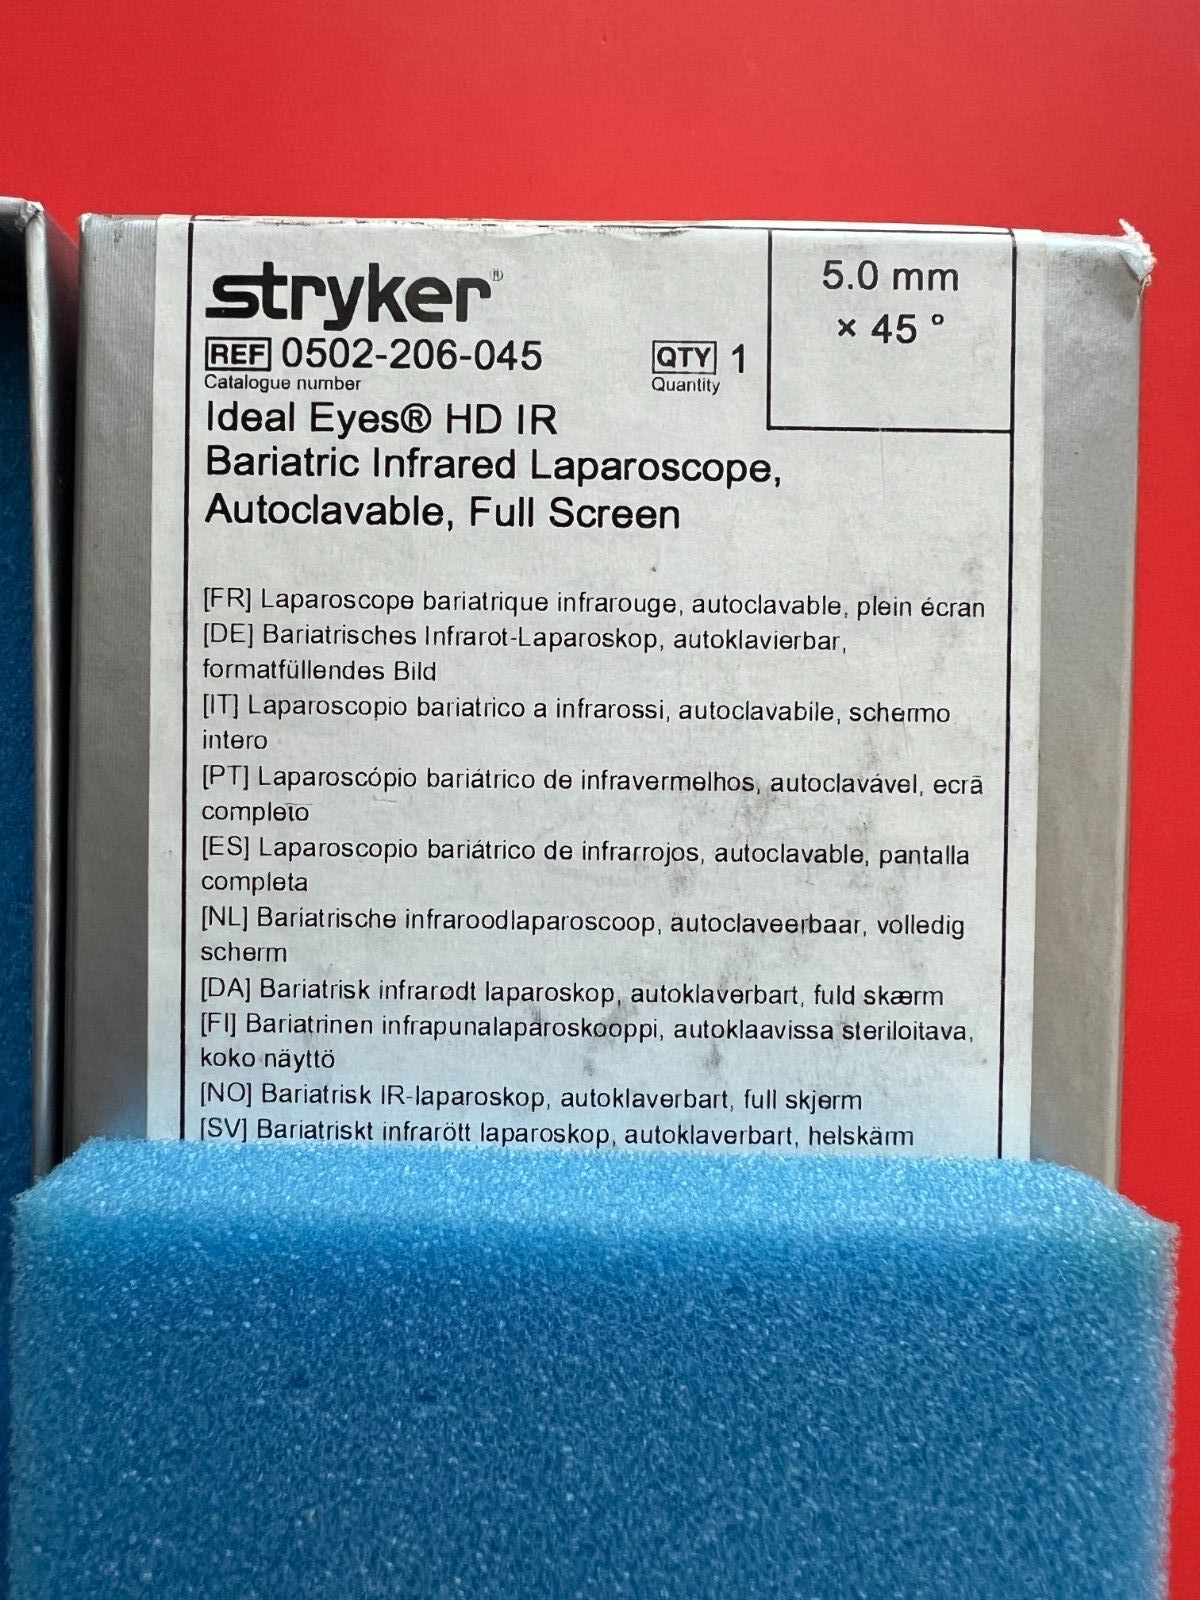 stryker®
REF 0502-206-045
Catalogue number
QTY 1
Quantity
5.0 mm
× 45 °
Ideal Eyes® HD IR
Bariatric Infrared Laparoscope,
Autoclavable, Full Screen
[FR] Laparoscope bariatrique infrarouge, autoclavable, plein écran
[DE] Bariatrisches Infrarot-Laparoskop, autoklavierbar,
formatfüllendes Bild
[IT] Laparoscopio bariatrico a infrarossi, autoclavabile, schermo
intero
[PT] Laparoscópio bariátrico de infravermelhos, autoclavável, ecrã
completo
[ES] Laparoscopio bariátrico de infrarrojos, autoclavable, pantalla
completa
[NL] Bariatrische infraroodlaparoscoop, autoclaveerbaar, volledig
scherm
[DA] Bariatrisk infrarødt laparoskop, autoklaverbart, fuld skærm
[FI] Bariatrinen infrapunalaparoskooppi, autoklaavissa steriloitava,
koko näyttö
[NO] Bariatrisk IR-laparoskop, autoklaverbart, full skjerm
[SV] Bariatriskt infrarött laparoskop, autoklaverbart, helskärm